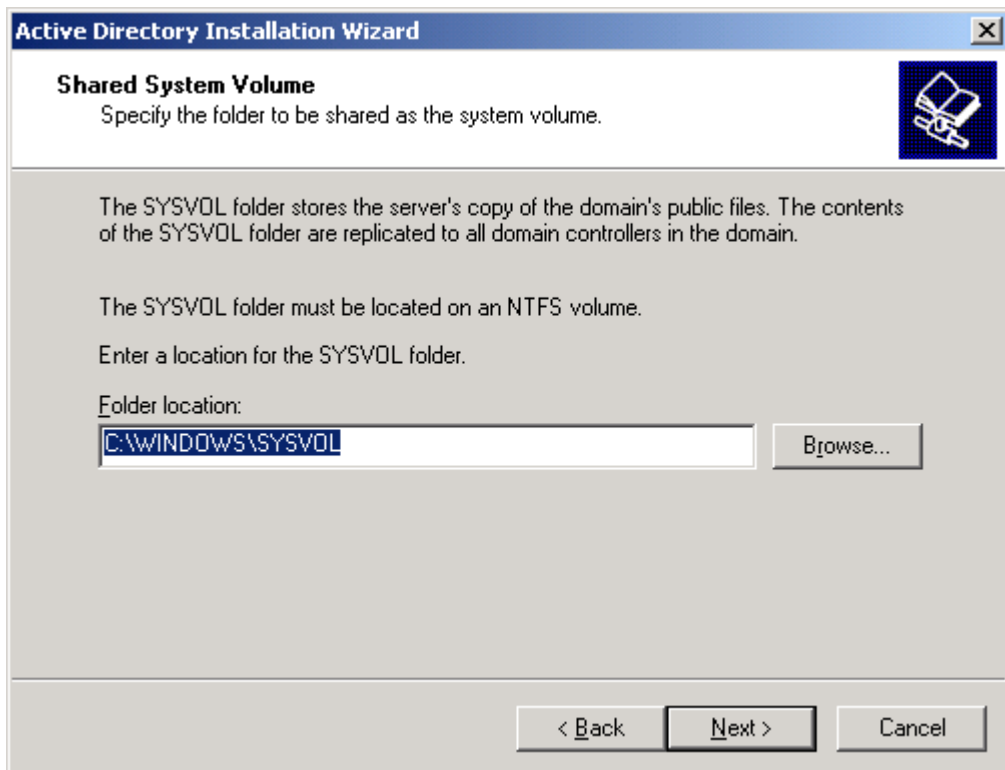 Active Directory Installation Wizard
Shared System Volume
Specify the folder to be shared as the system volume.
The SYSVOL folder stores the server's copy of the domain's public files. The contents
of the SYSVOL folder are replicated to all domain controllers in the domain.
The SYSVOL folder must be located on an NTFS volume.
Enter a location for the SYSVOL folder.
Folder location:
C:\WINDOWS\SYSVOL
Browse...
< Back
Next >
Cancel